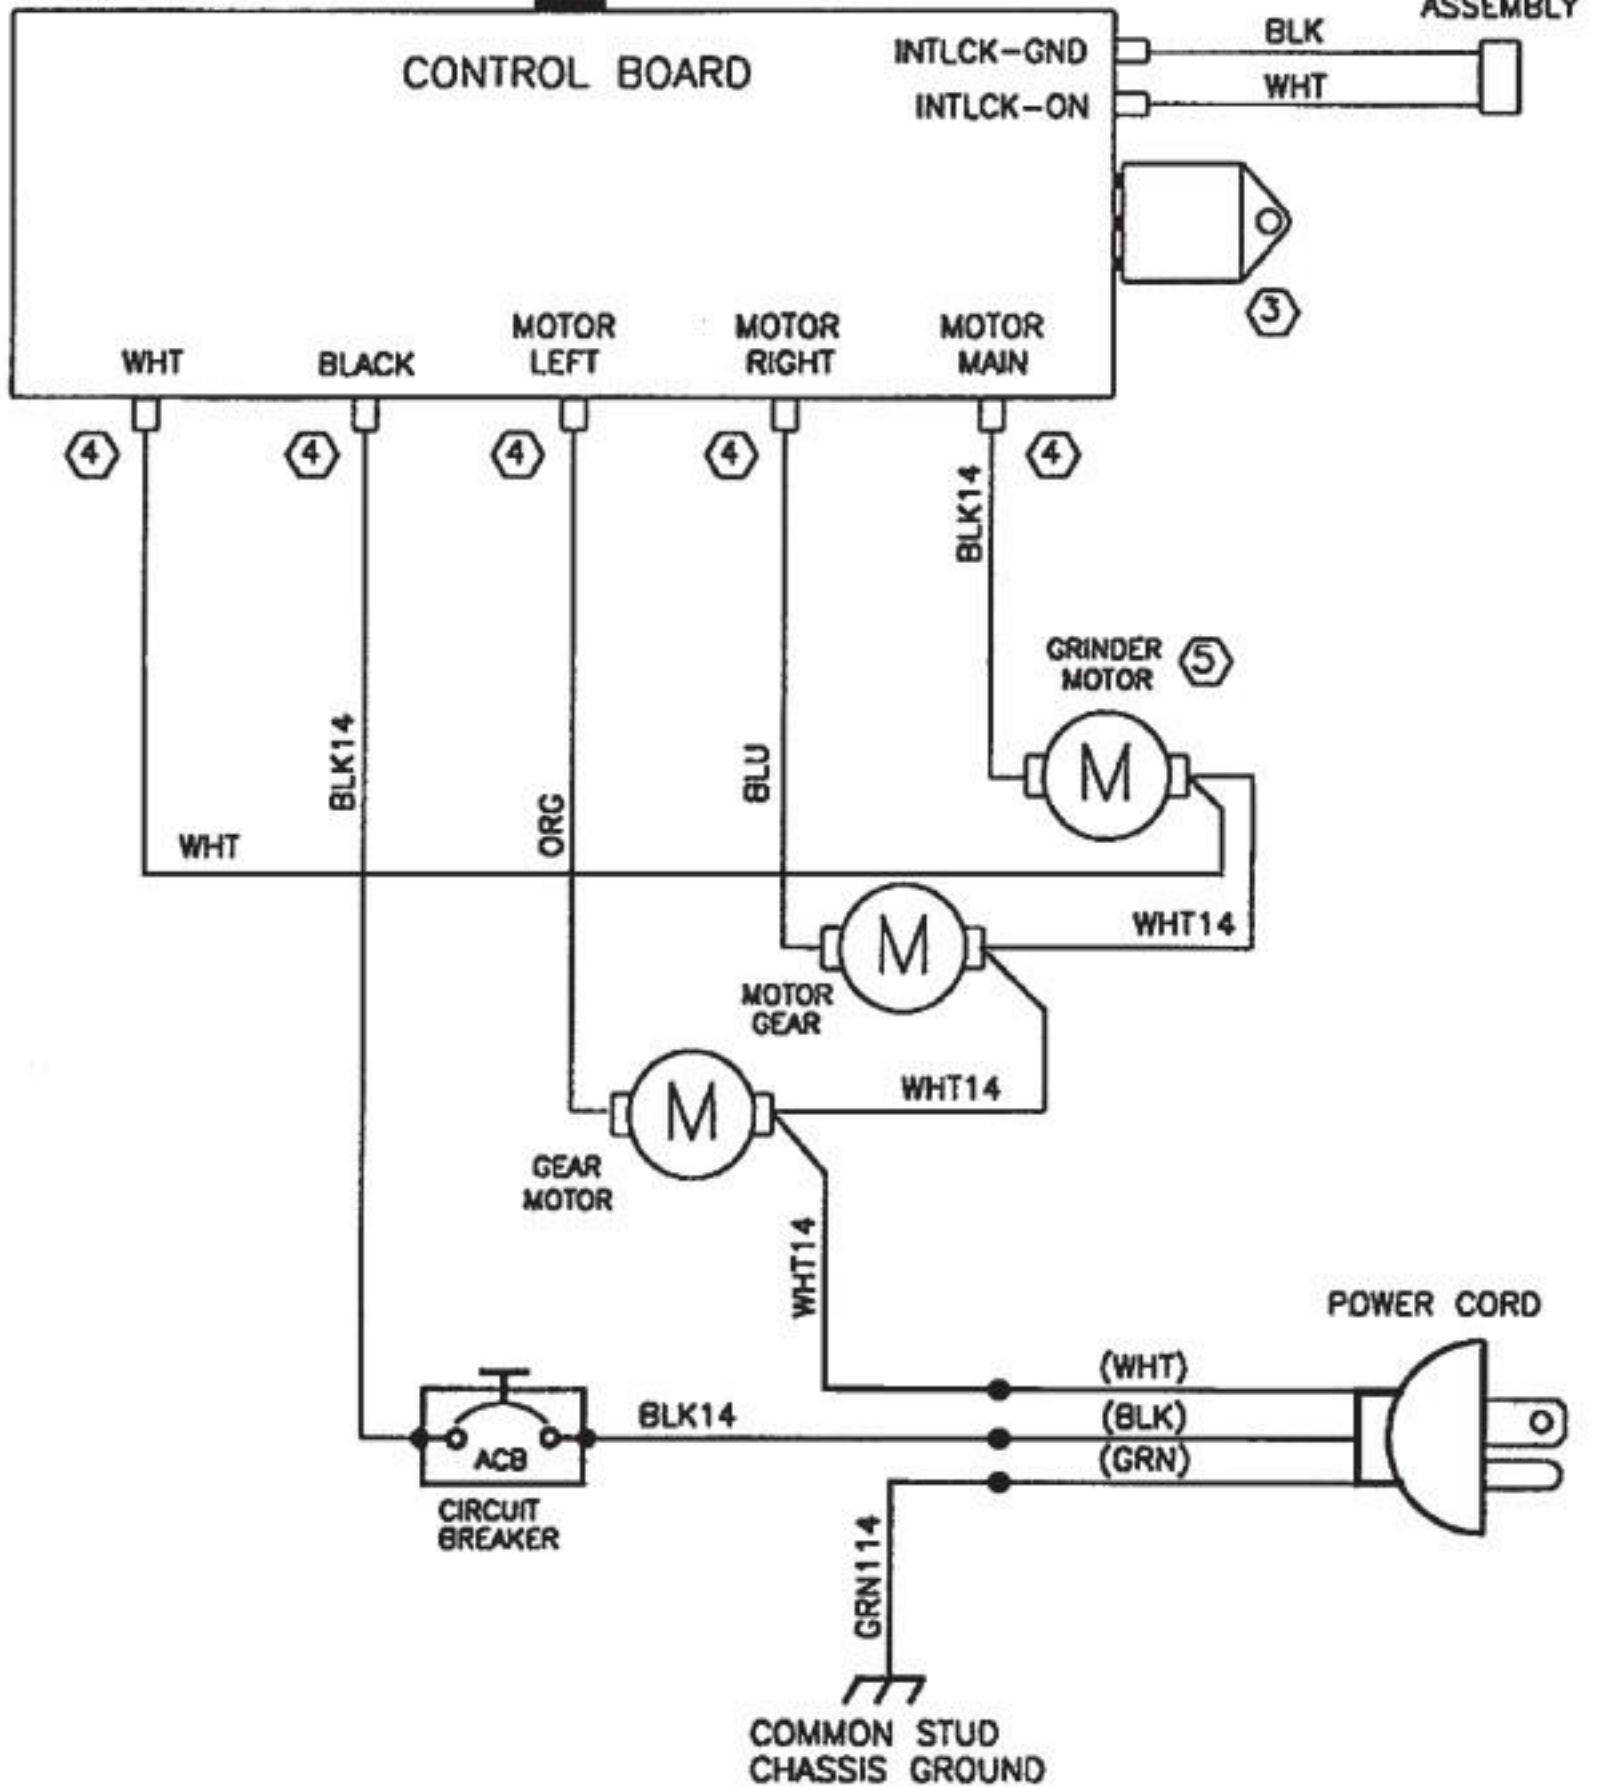 ASSEMBLY
BLK
INTLCK-GND
CONTROL BOARD
WHT
INTLCK-ON
3
MOTOR
LEFT
MOTOR
RIGHT
MOTOR
MAIN
WHT
BLACK
4
4
4
4
4
BLK14
GRINDER
MOTOR
5
M
BLK14
BLU
ORG
WHT
WHT14
M
MOTOR
GEAR
WHT14
M
GEAR
MOTOR
WHT14
POWER CORD
(WHT)
BLK14
(BLK)
(GRN)
ACB
CIRCUIT
BREAKER
GRN114
COMMON STUD
CHASSIS GROUND